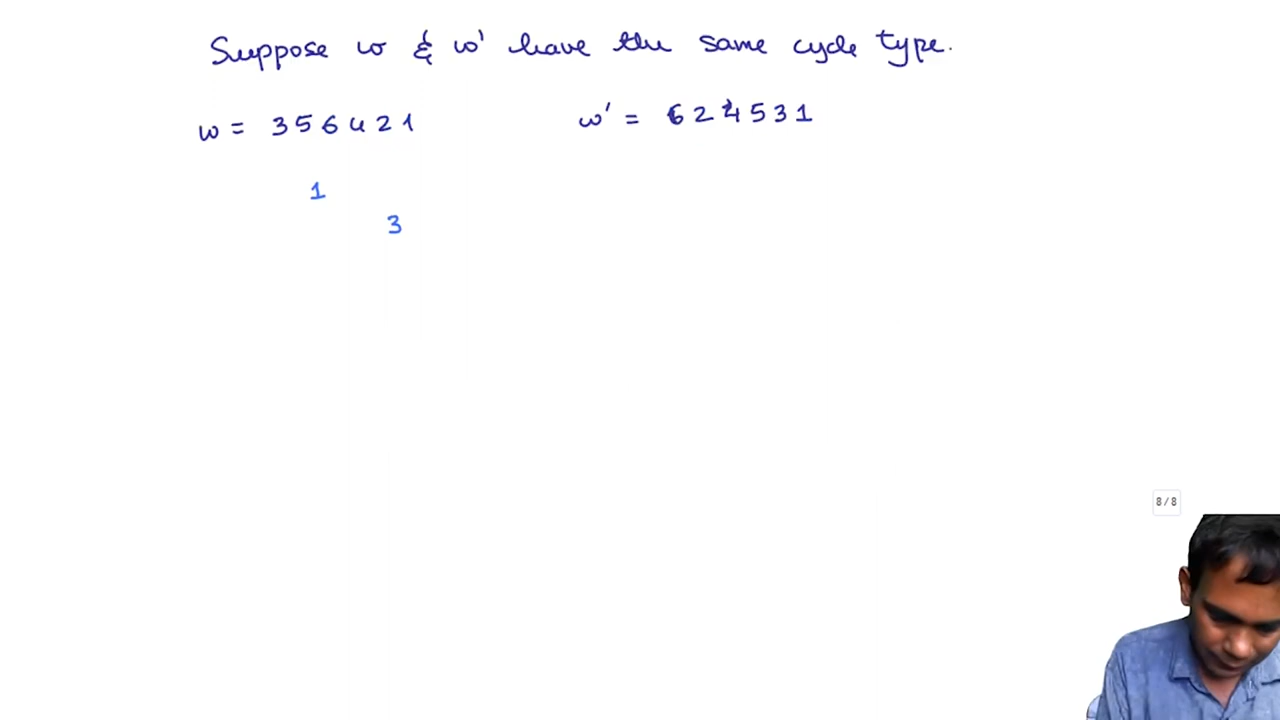 Suppose w & w' have the same cycle type.
w = 356421 w' = 624531
1
3
8/8